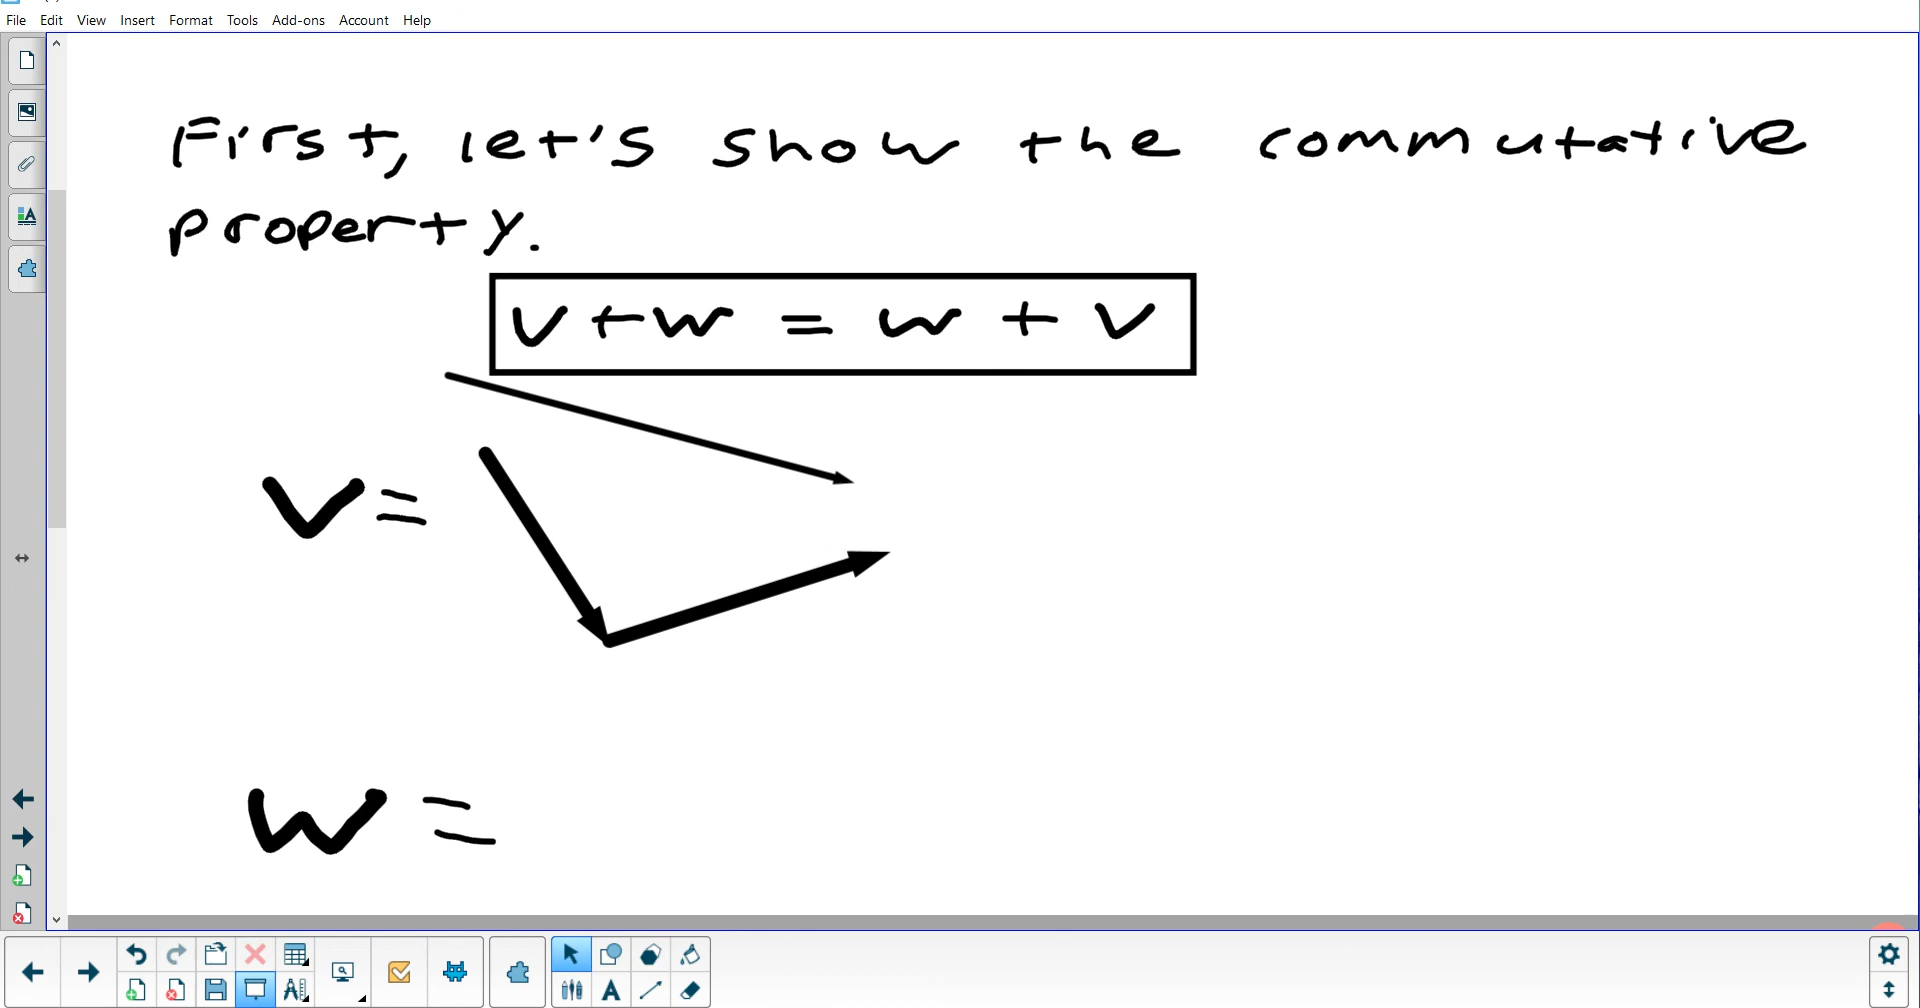 File Edit View Insert Format Tools Add-ons Account Help
First, let's show the commutative
property.
v+w = w + v
v=
w=